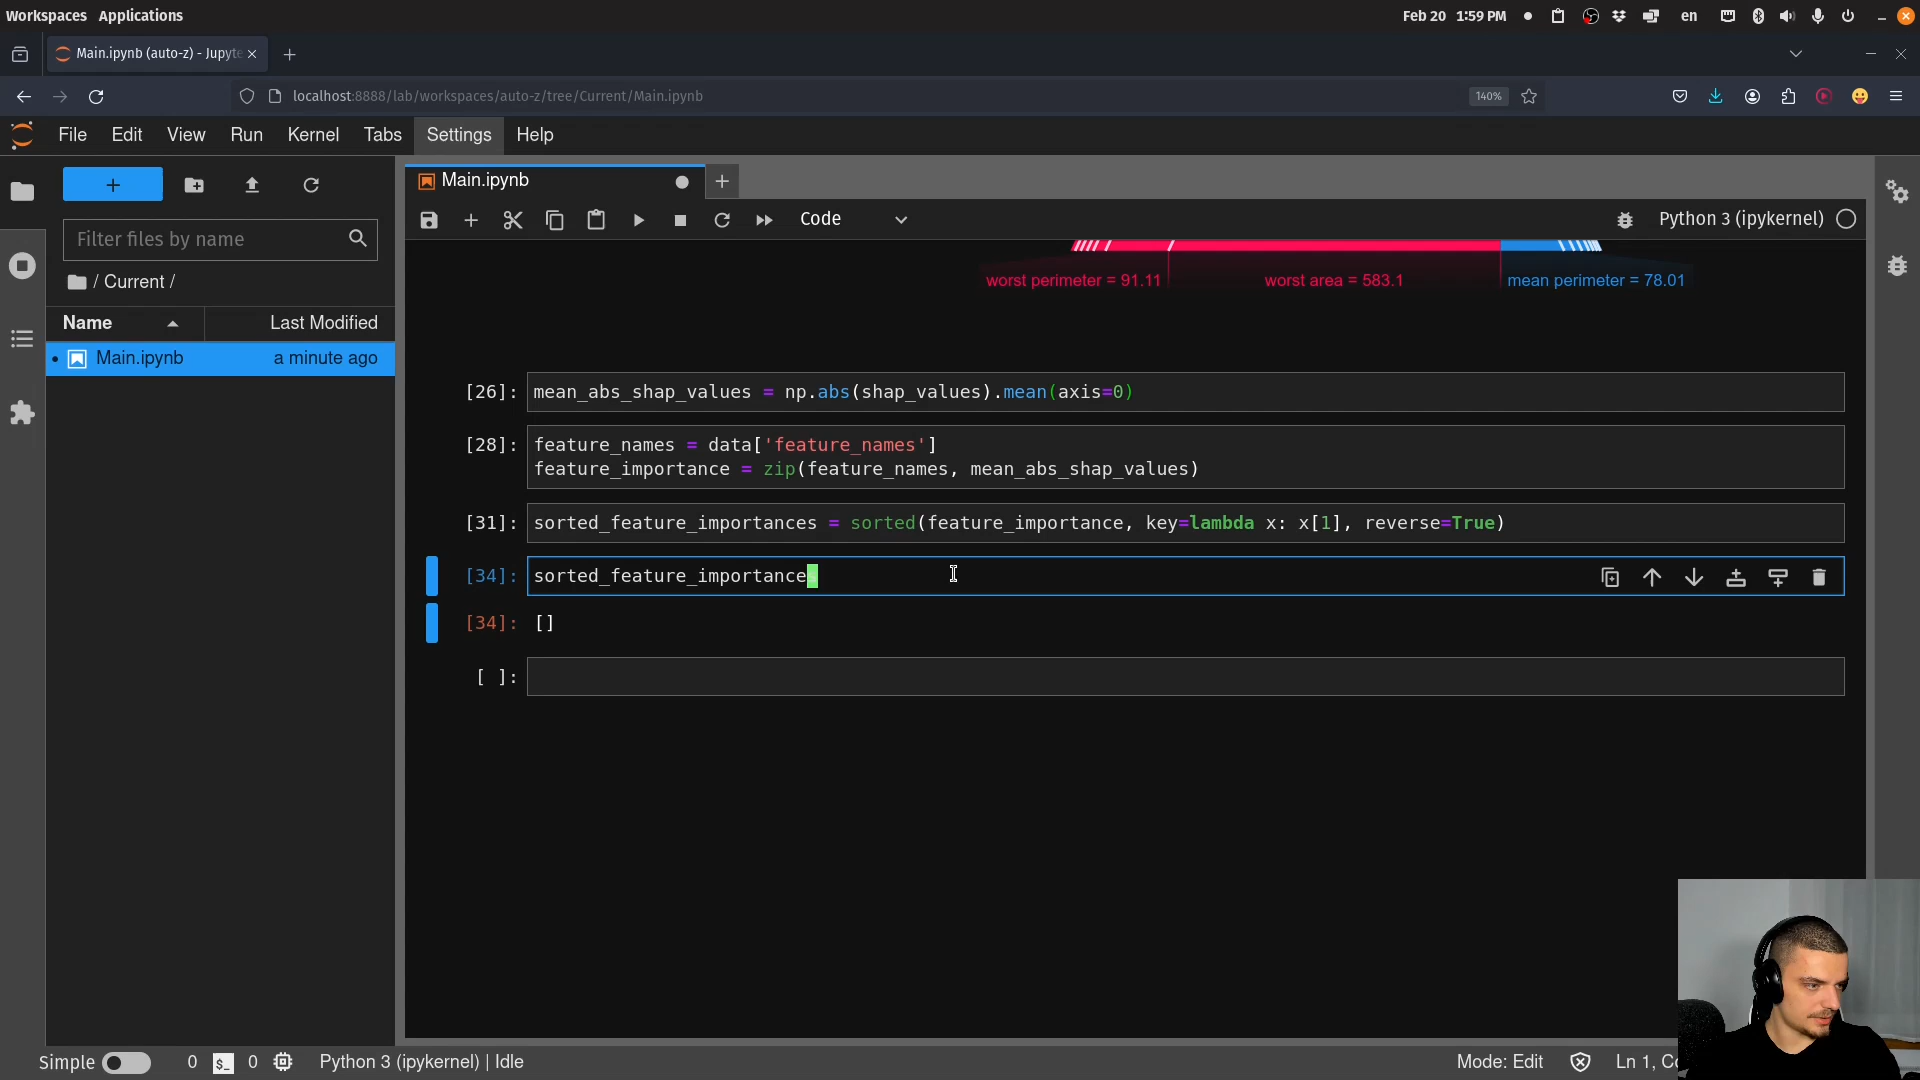 Workspaces Applications
Feb 20 1:59 PM
en
Main.ipynb (auto-z) - Jupyte
localhost:8888/lab/workspaces/auto-z/tree/Current/Main.ipynb
140%
File Edit View Run Kernel Tabs Settings Help
Main.ipynb
Code
Python 3 (ipykernel)
Filter files by name
/ Current /
Name Last Modified
Main.ipynb a minute ago
worst perimeter = 91.11 worst area = 583.1 mean perimeter = 78.01
[26]: mean_abs_shap_values = np.abs(shap_values).mean(axis=0)
[28]: feature_names = data['feature_names']
feature_importance = zip(feature_names, mean_abs_shap_values)
[31]: sorted_feature_importances = sorted(feature_importance, key=lambda x: x[1], reverse=True)
[34]: sorted_feature_importances
[34]: []
[ ]:
Simple 0 $_ 0 Python 3 (ipykernel) | Idle
Mode: Edit Ln 1,